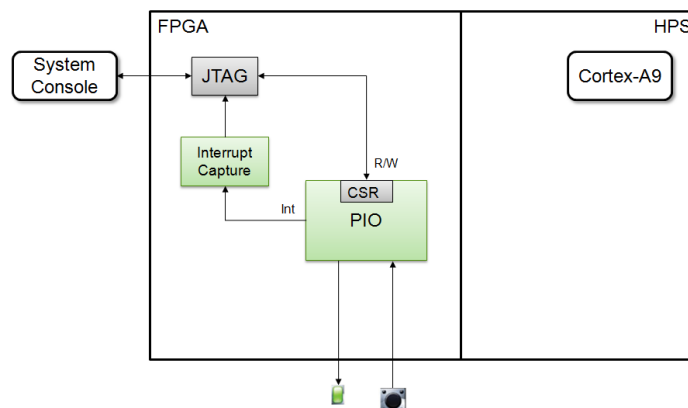 FPGA
HPS
System
Console
JTAG
Cortex-A9
Interrupt
Capture
R/W
CSR
Int
PIO